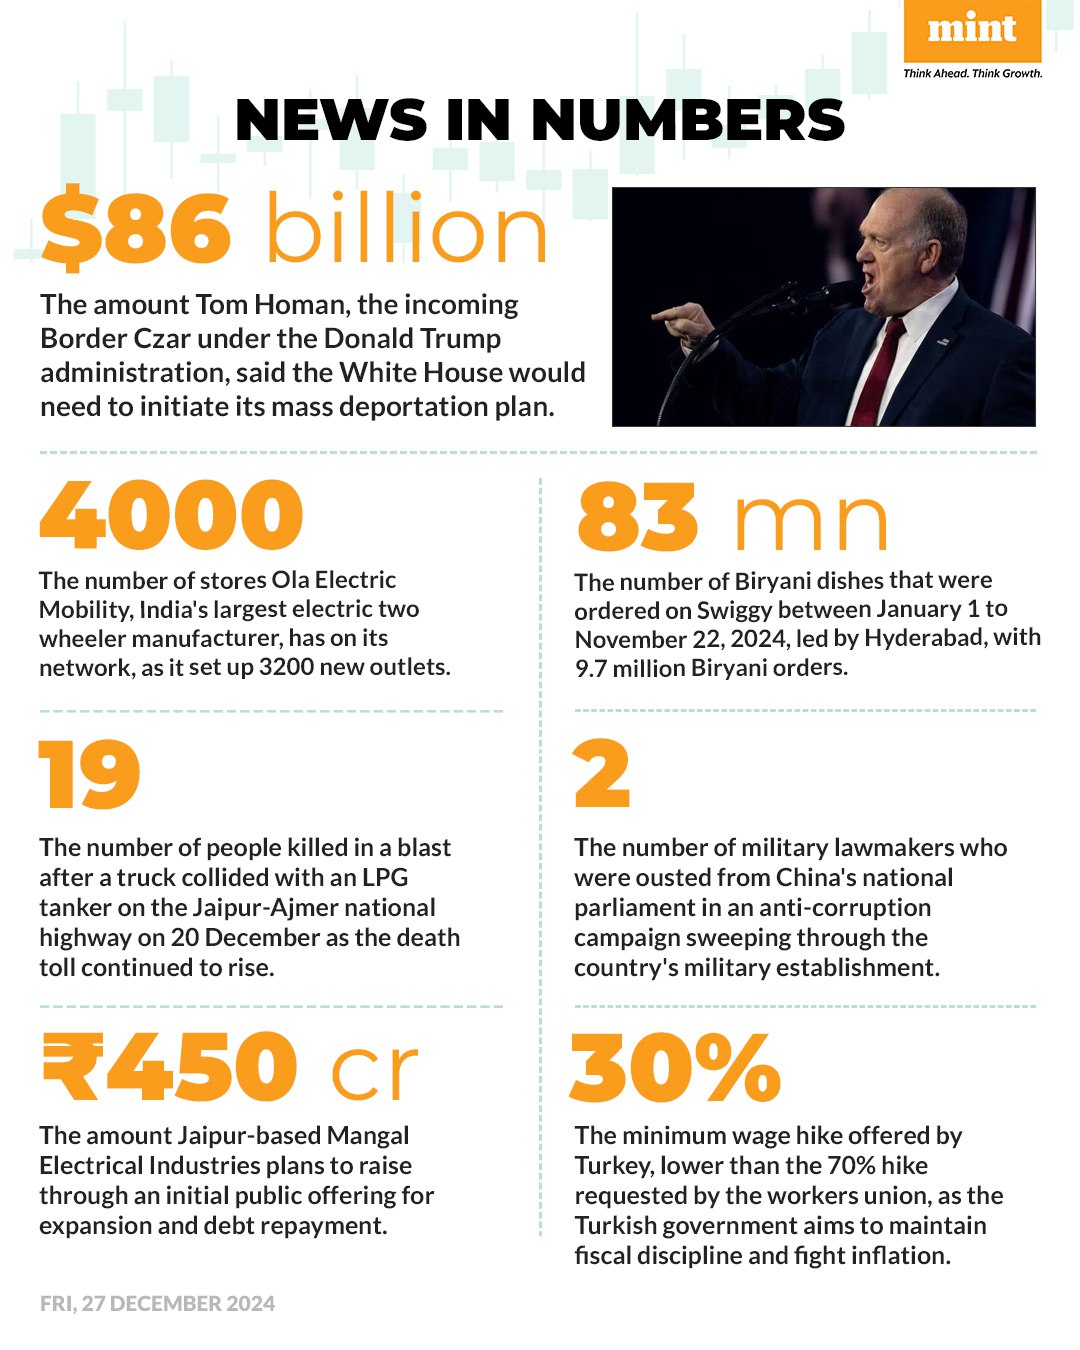 mint
Think Ahead. Think Growth.
NEWS IN NUMBERS
$86 billion
The amount Tom Homan, the incoming
Border Czar under the Donald Trump
administration, said the White House would
need to initiate its mass deportation plan.
4000
The number of stores Ola Electric
Mobility, India's largest electric two
wheeler manufacturer, has on its
network, as it set up 3200 new outlets.
83 mn
The number of Biryani dishes that were
ordered on Swiggy between January 1 to
November 22, 2024, led by Hyderabad, with
9.7 million Biryani orders.
19
The number of people killed in a blast
after a truck collided with an LPG
tanker on the Jaipur-Ajmer national
highway on 20 December as the death
toll continued to rise.
2
The number of military lawmakers who
were ousted from China's national
parliament in an anti-corruption
campaign sweeping through the
country's military establishment.
₹450 cr
The amount Jaipur-based Mangal
Electrical Industries plans to raise
through an initial public offering for
expansion and debt repayment.
30%
The minimum wage hike offered by
Turkey, lower than the 70% hike
requested by the workers union, as the
Turkish government aims to maintain
fiscal discipline and fight inflation.
FRI, 27 DECEMBER 2024